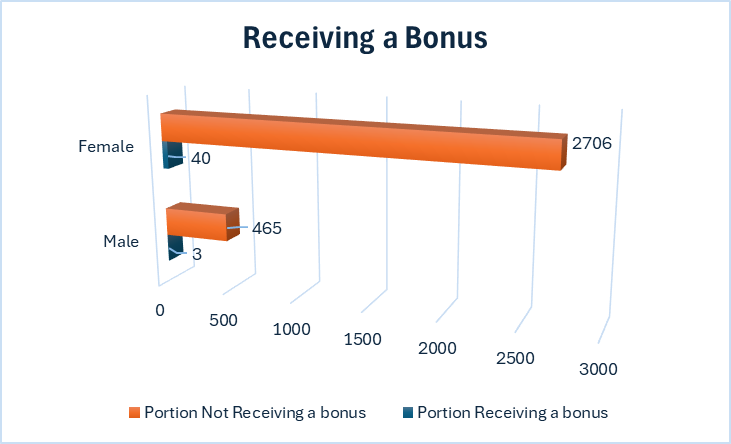 Receiving a Bonus
Female
2706
40
Male
465
3
0
500
1000
1500
2000
2500
3000
Portion Not Receiving a bonus
Portion Receiving a bonus